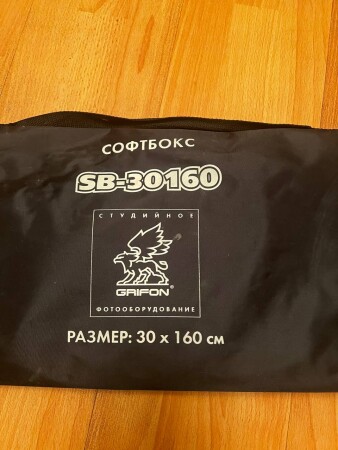 СОФТБОКС
SB-30160
СТУДИЙНОЕ
GRIFON
ФОТООБОРУДОВАНИЕ
РАЗМЕР: 30 x 160 см